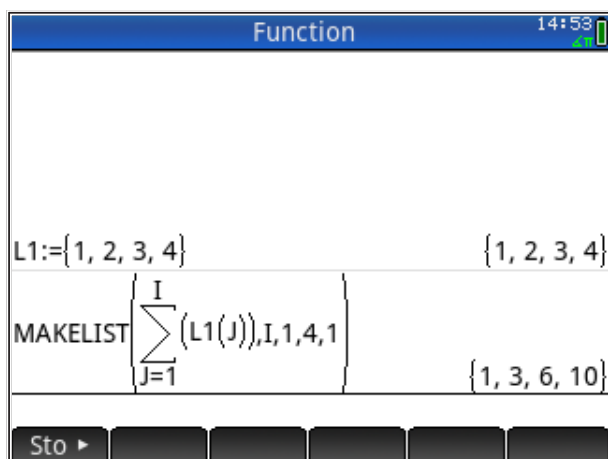 Function
14:53
∡π
L1:={1, 2, 3, 4}
{1, 2, 3, 4}
I
MAKELIST(∑(L1(J)),I,1,4,1)
J=1
{1, 3, 6, 10}
Sto ►